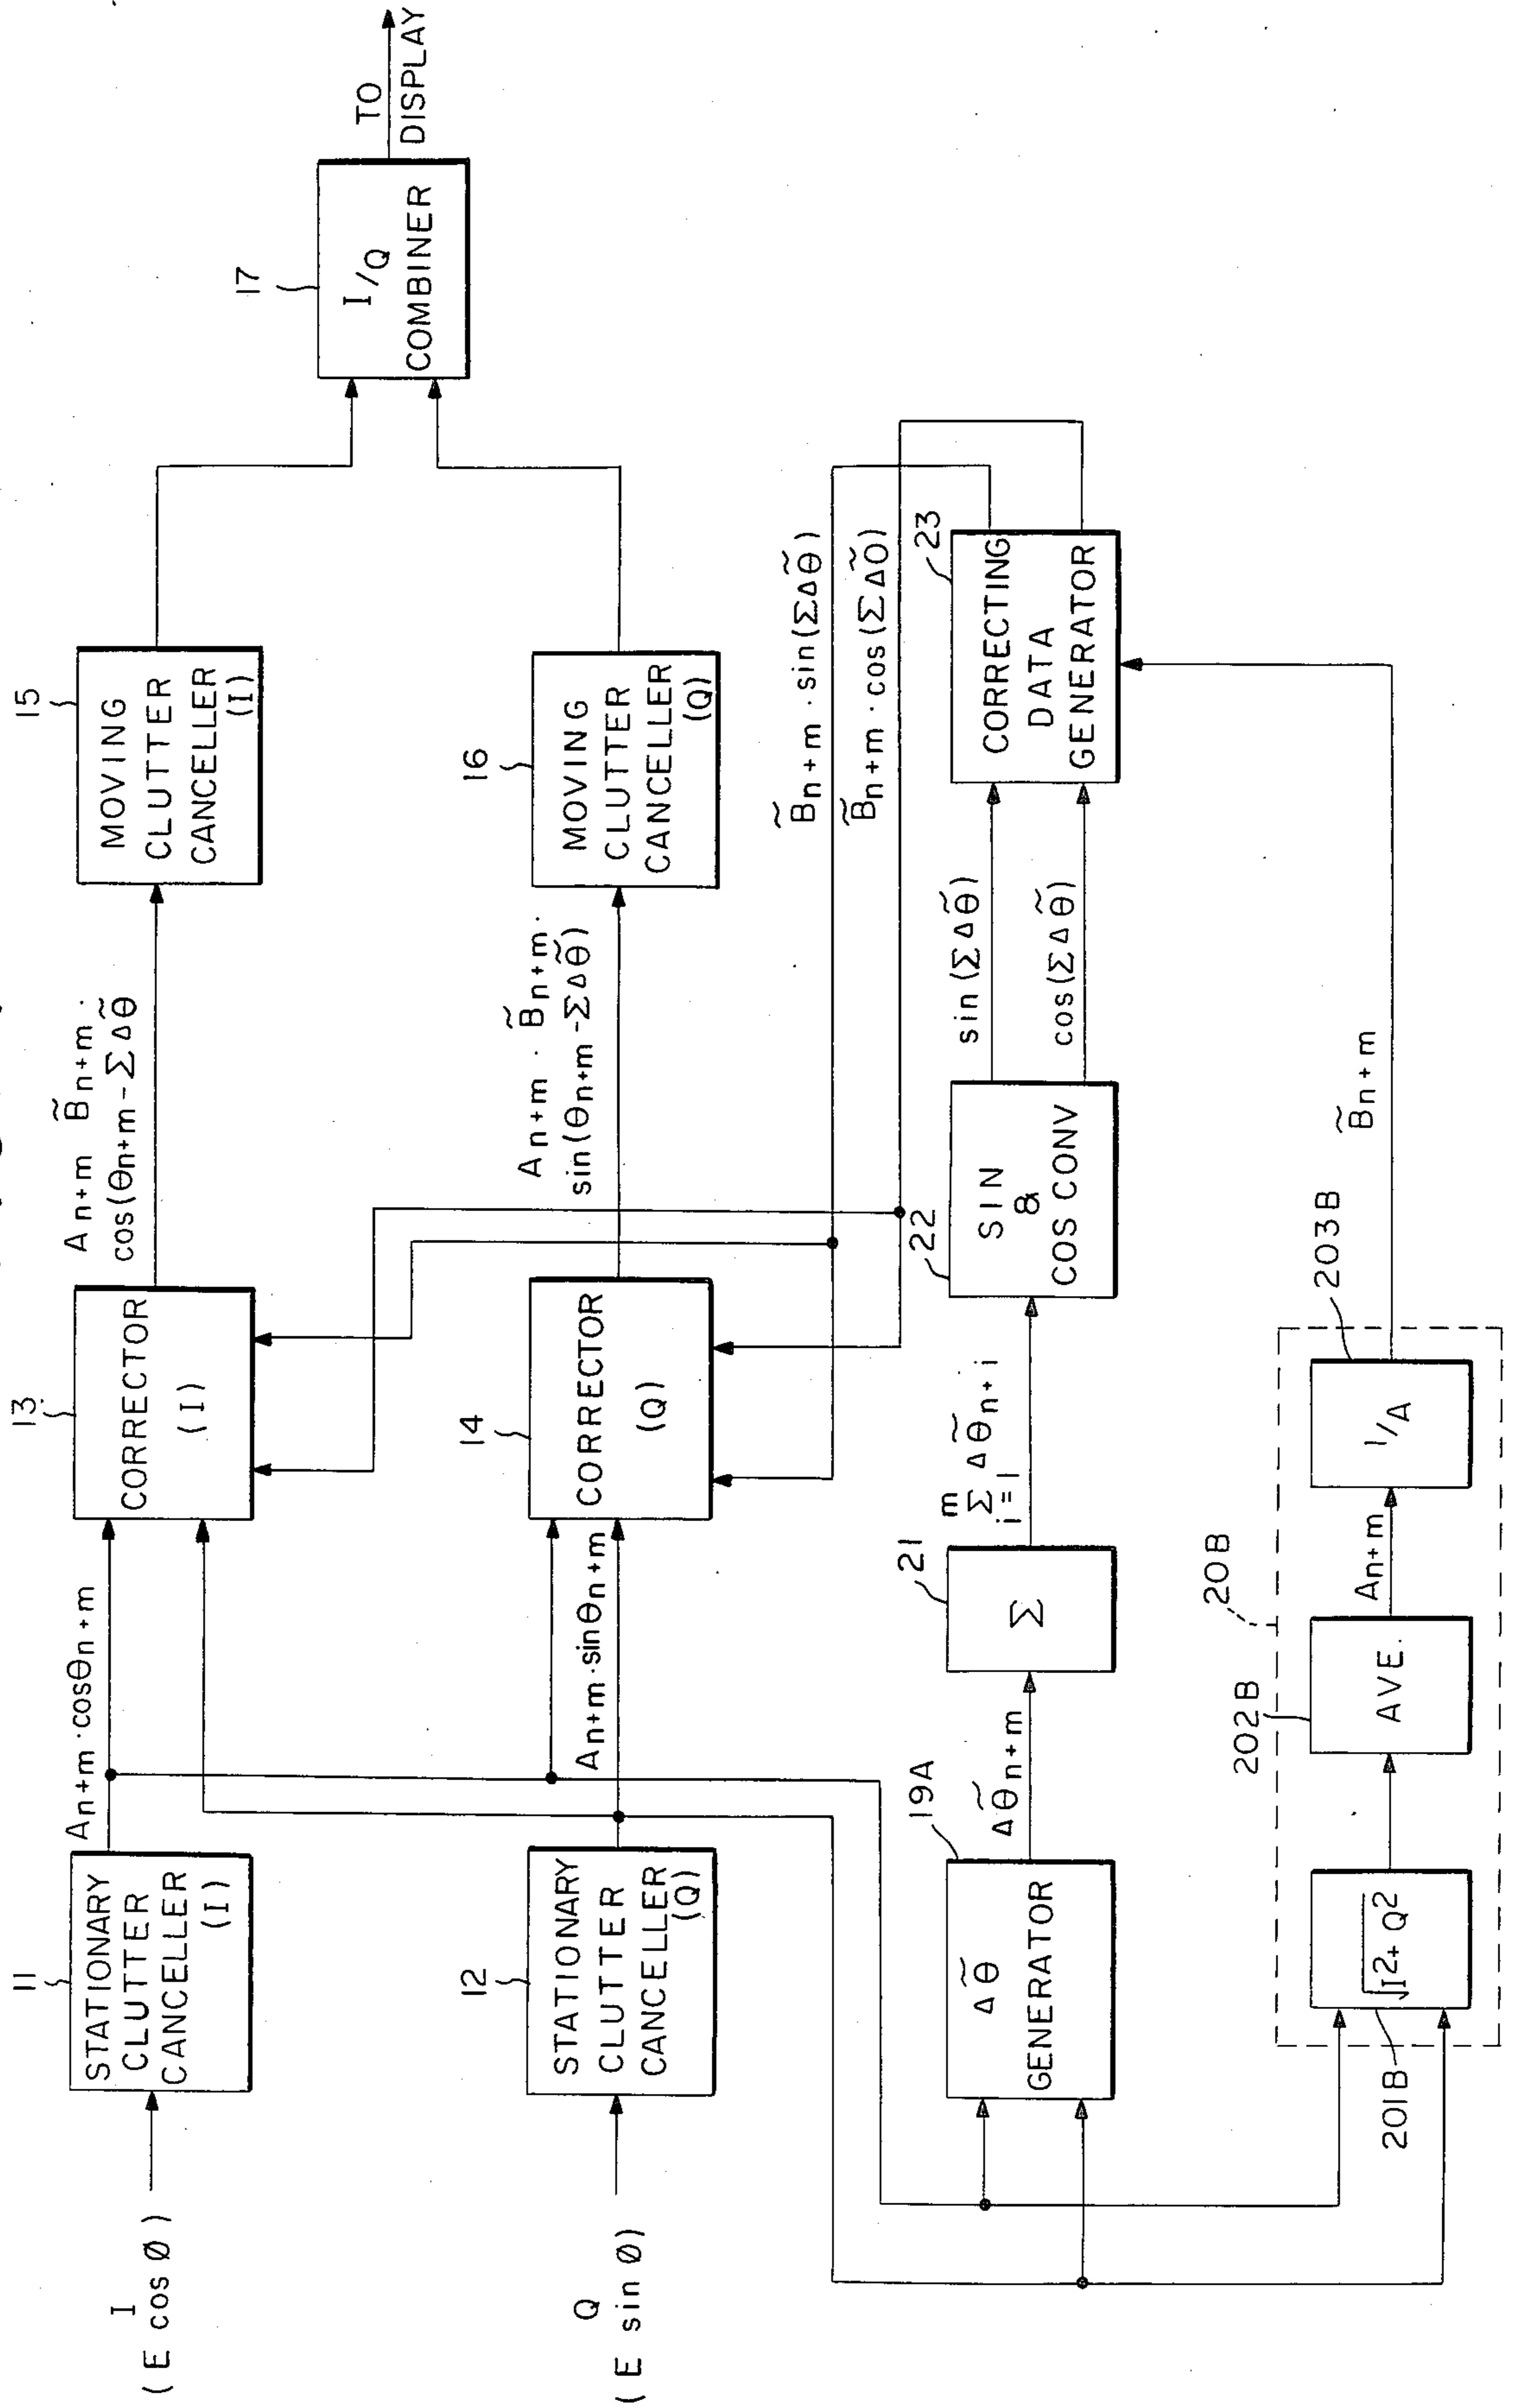 I
( E cos Ø )
11
STATIONARY
CLUTTER
CANCELLER
(I)
An+m · cosθn+m
13
CORRECTOR
(I)
An+m B̃n+m ·
cos(θn+m - ΣΔθ̃
15
MOVING
CLUTTER
CANCELLER
(I)
17
I/Q
COMBINER
TO
DISPLAY
Q
( E sin Ø)
12
STATIONARY
CLUTTER
CANCELLER
(Q)
An+m · sinθn+m
14
CORRECTOR
(Q)
An+m · B̃n+m ·
sin(θn+m - ΣΔθ̃)
16
MOVING
CLUTTER
CANCELLER
(Q)
B̃n+m · sin(ΣΔθ̃)
B̃n+m · cos(ΣΔÕ)
19A
Δθ̃
GENERATOR
Δθ̃n+m
21
Σ
m
Σ Δθ̃n+i
i=1
22
SIN
&
COS CONV
sin(ΣΔθ̃)
cos(ΣΔθ̃)
23
CORRECTING
DATA
GENERATOR
20B
201B
√I²+Q²
202B
AVE.
An+m
203B
1/A
B̃n+m